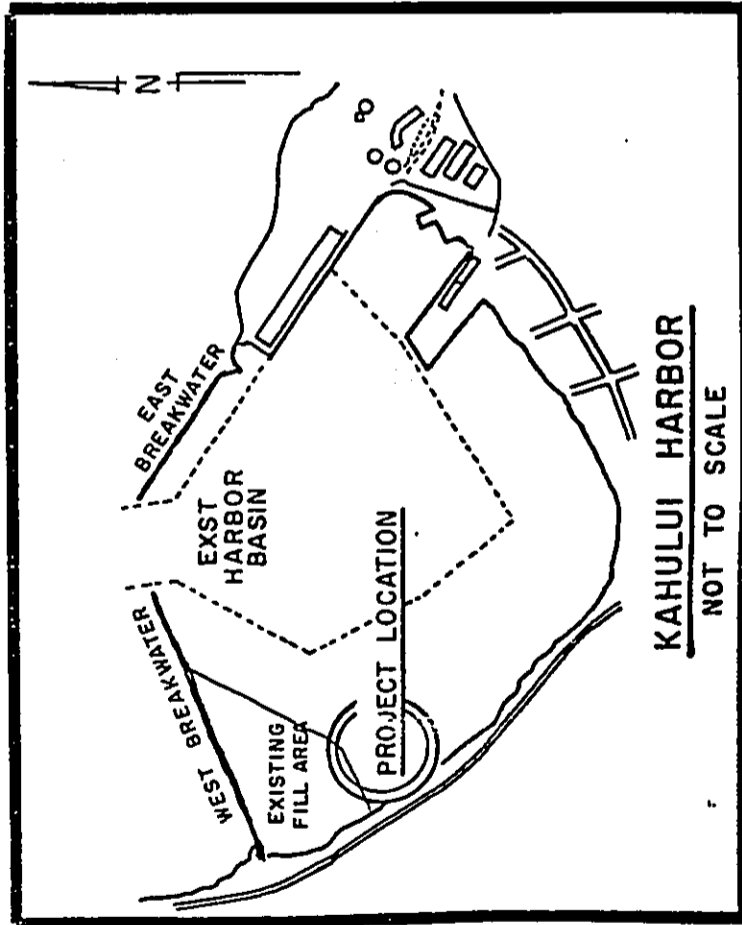 N
EAST
BREAKWATER
EXST
HARBOR
BASIN
WEST BREAKWATER
EXISTING
FILL AREA
PROJECT LOCATION
KAHULUI HARBOR
NOT TO SCALE